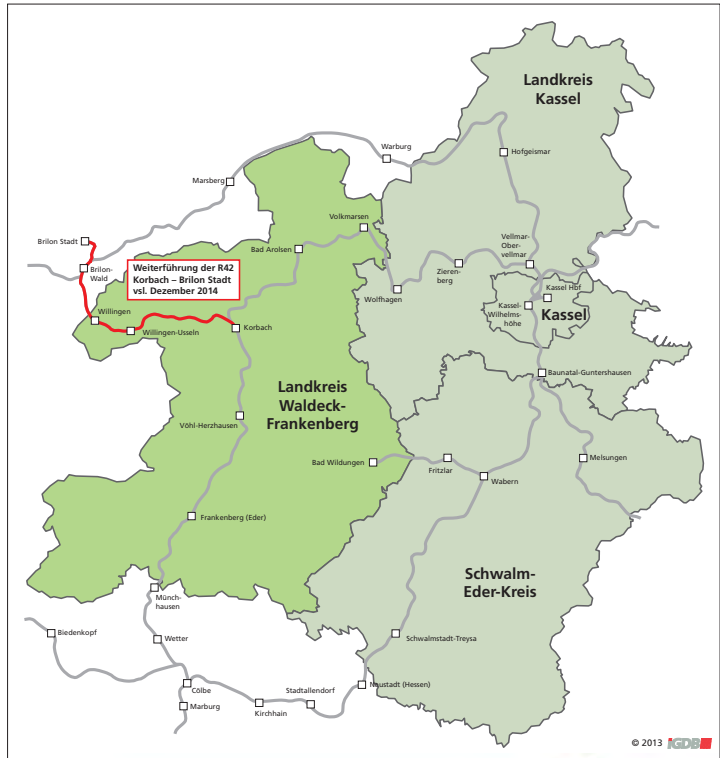 Landkreis
Kassel
Warburg
Hofgeismar
Marsberg
Volkmarsen
Brilon Stadt
Vellmar-
Ober-
vellmar
Bad Arolsen
Brilon-
Wald
Weiterführung der R42
Korbach – Brilon Stadt
vsl. Dezember 2014
Zieren-
berg
Wolfhagen
Kassel Hbf
Kassel-
Wilhelms-
höhe
Kassel
Willingen
Willingen-Usseln
Korbach
Baunatal-Guntershausen
Landkreis
Waldeck-
Frankenberg
Vöhl-Herzhausen
Bad Wildungen
Fritzlar
Wabern
Melsungen
Frankenberg (Eder)
Schwalm-
Eder-Kreis
Münch-
hausen
Biedenkopf
Wetter
Schwalmstadt-Treysa
Cölbe
Marburg
Kirchhain
Stadtallendorf
Neustadt (Hessen)
© 2013 iGDB